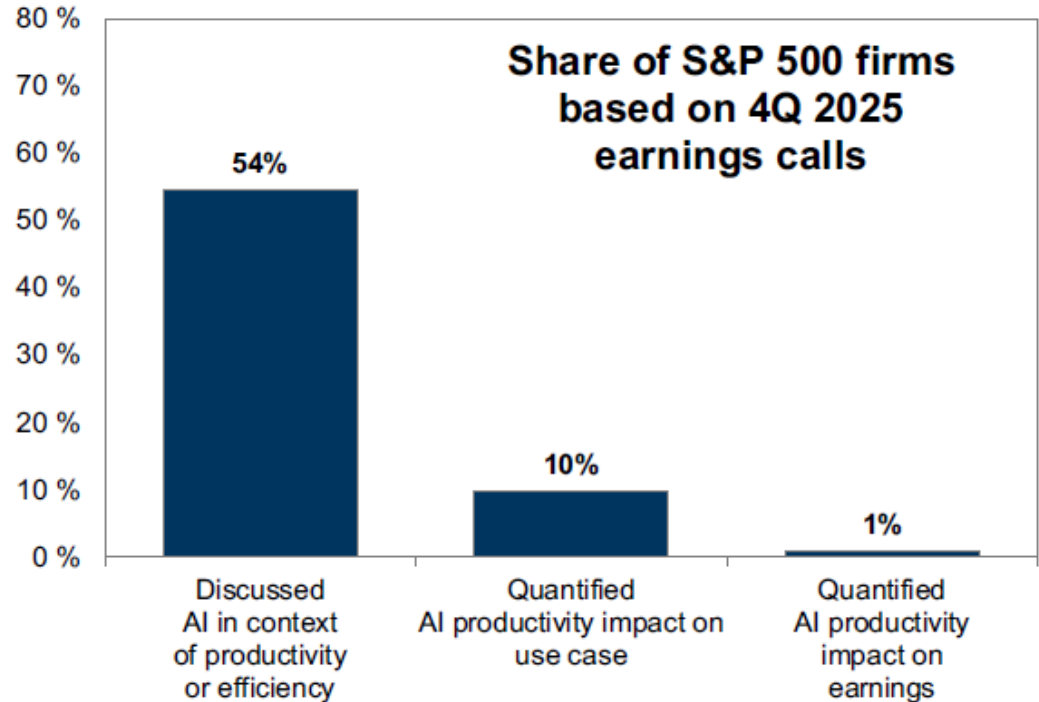 80 %
70 %
60 %
50 %
40 %
30 %
20 %
10 %
0 %
Share of S&P 500 firms
based on 4Q 2025
earnings calls
54%
10%
1%
Discussed
AI in context
of productivity
or efficiency
Quantified
AI productivity impact on
use case
Quantified
AI productivity
impact on
earnings